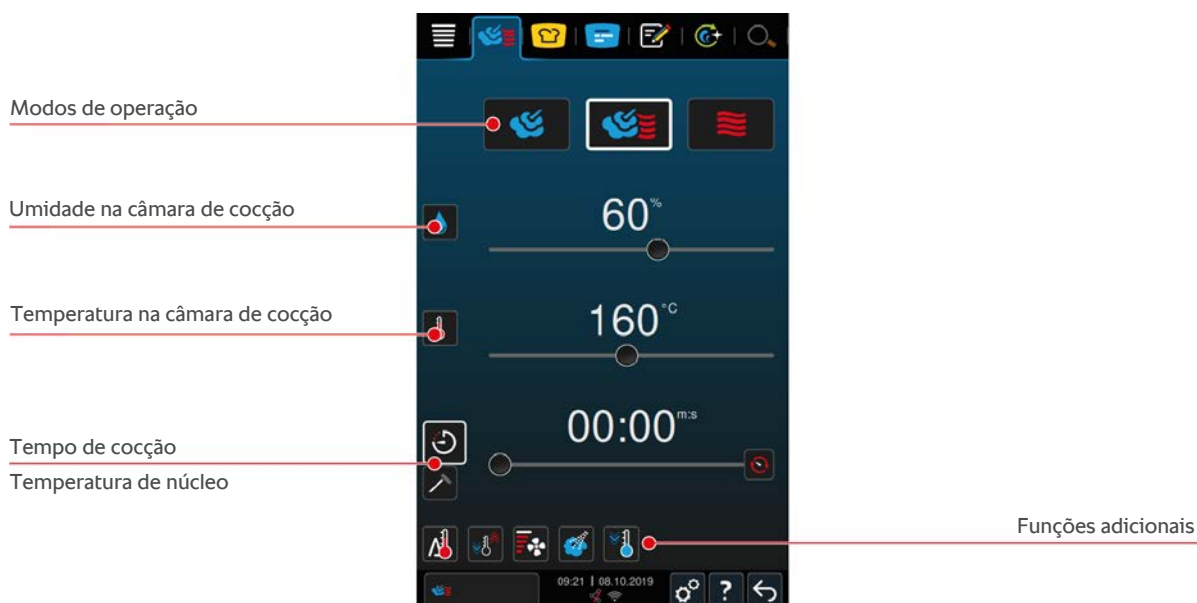 Modos de operação
Umidade na câmara de cocção
60 %
Temperatura na câmara de cocção
160 °C
00:00 m:s
Tempo de cocção
Temperatura de núcleo
Funções adicionais
09:21 | 08.10.2019
?